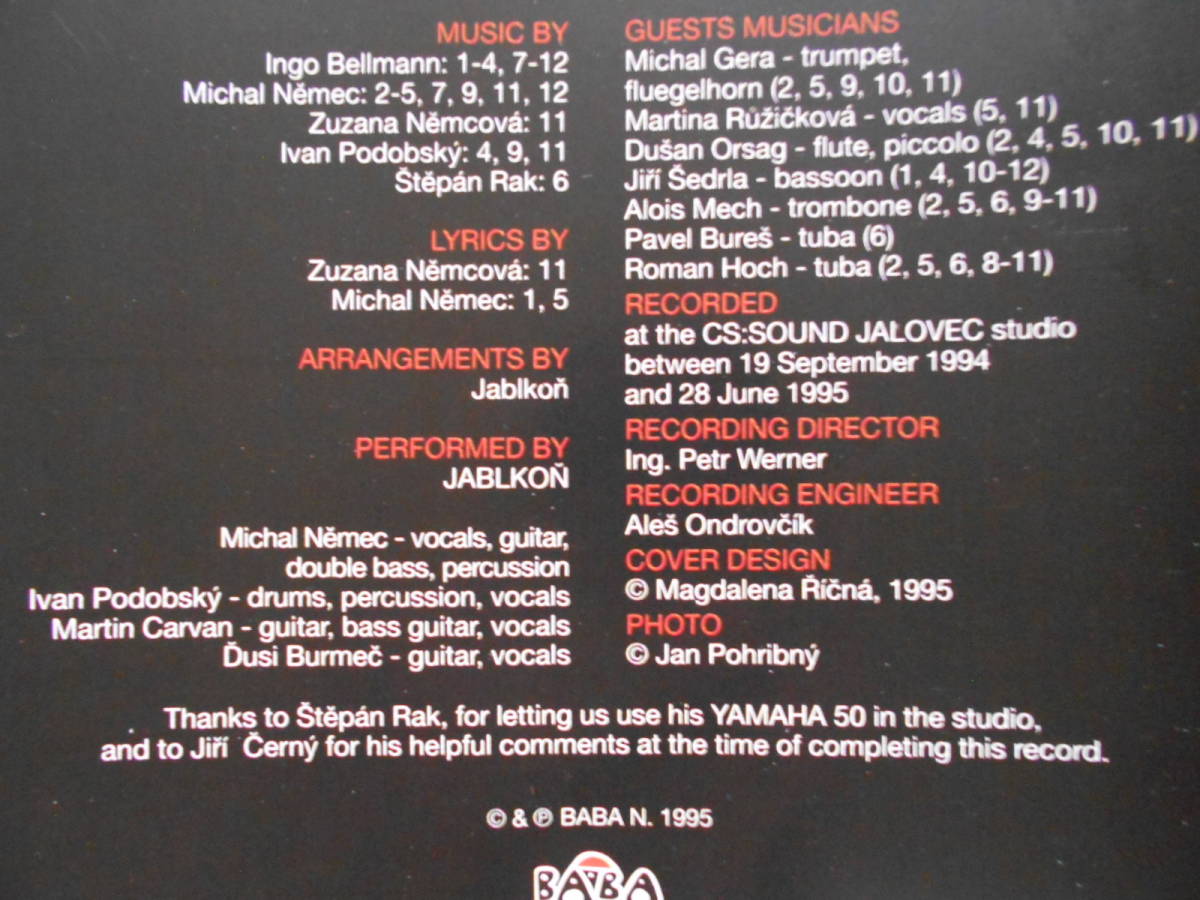 MUSIC BY
Ingo Bellmann: 1-4, 7-12
Michal Němec: 2-5, 7, 9, 11, 12
Zuzana Němcová: 11
Ivan Podobský: 4, 9, 11
Štěpán Rak: 6
LYRICS BY
Zuzana Němcová: 11
Michal Němec: 1, 5
ARRANGEMENTS BY
Jablkoň
PERFORMED BY
JABLKOŇ
Michal Němec - vocals, guitar,
double bass, percussion
Ivan Podobský - drums, percussion, vocals
Martin Carvan - guitar, bass guitar, vocals
Ďusi Burmeč - guitar, vocals
GUESTS MUSICIANS
Michal Gera - trumpet,
fluegelhorn (2, 5, 9, 10, 11)
Martina Růžičková - vocals (5, 11)
Dušan Orsag - flute, piccolo (2, 4, 5, 10, 11)
Jiří Šedrla - bassoon (1, 4, 10-12)
Alois Mech - trombone (2, 5, 6, 9-11)
Pavel Bureš - tuba (6)
Roman Hoch - tuba (2, 5, 6, 8-11)
RECORDED
at the CS:SOUND JALOVEC studio
between 19 September 1994
and 28 June 1995
RECORDING DIRECTOR
Ing. Petr Werner
RECORDING ENGINEER
Aleš Ondrovčík
COVER DESIGN
© Magdalena Říčná, 1995
PHOTO
© Jan Pohribný
Thanks to Štěpán Rak, for letting us use his YAMAHA 50 in the studio,
and to Jiří Černý for his helpful comments at the time of completing this record.
© & ℗ BABA N. 1995
BABA